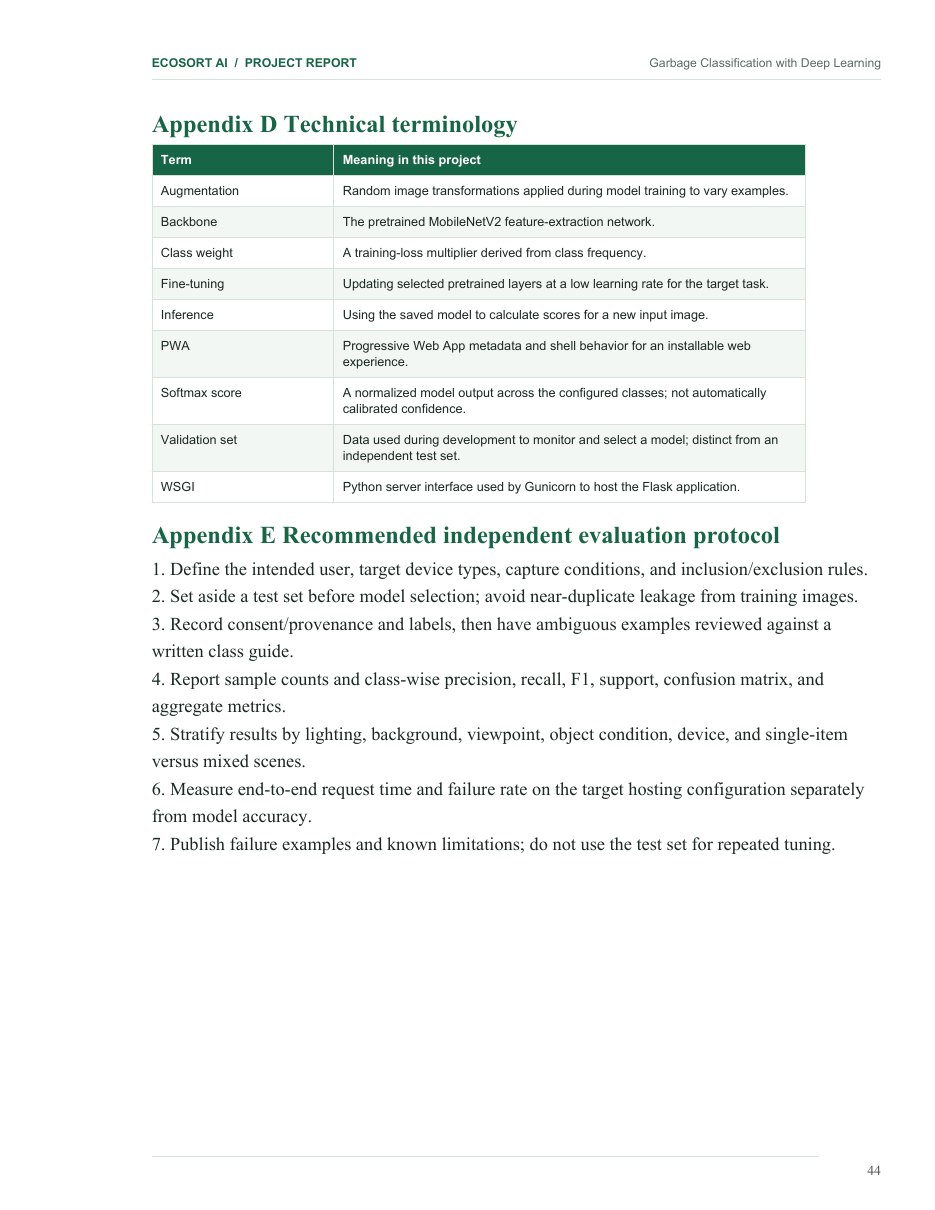 ECOSORT AI / PROJECT REPORT
Garbage Classification with Deep Learning
Appendix D Technical terminology
Term
Meaning in this project
Augmentation
Random image transformations applied during model training to vary examples.
Backbone
The pretrained MobileNetV2 feature-extraction network.
Class weight
A training-loss multiplier derived from class frequency.
Fine-tuning
Updating selected pretrained layers at a low learning rate for the target task.
Inference
Using the saved model to calculate scores for a new input image.
PWA
Progressive Web App metadata and shell behavior for an installable web
experience.
Softmax score
A normalized model output across the configured classes; not automatically
calibrated confidence.
Validation set
Data used during development to monitor and select a model; distinct from an
independent test set.
WSGI
Python server interface used by Gunicorn to host the Flask application.
Appendix E Recommended independent evaluation protocol
1. Define the intended user, target device types, capture conditions, and inclusion/exclusion rules.
2. Set aside a test set before model selection; avoid near-duplicate leakage from training images.
3. Record consent/provenance and labels, then have ambiguous examples reviewed against a
written class guide.
4. Report sample counts and class-wise precision, recall, F1, support, confusion matrix, and
aggregate metrics.
5. Stratify results by lighting, background, viewpoint, object condition, device, and single-item
versus mixed scenes.
6. Measure end-to-end request time and failure rate on the target hosting configuration separately
from model accuracy.
7. Publish failure examples and known limitations; do not use the test set for repeated tuning.
44